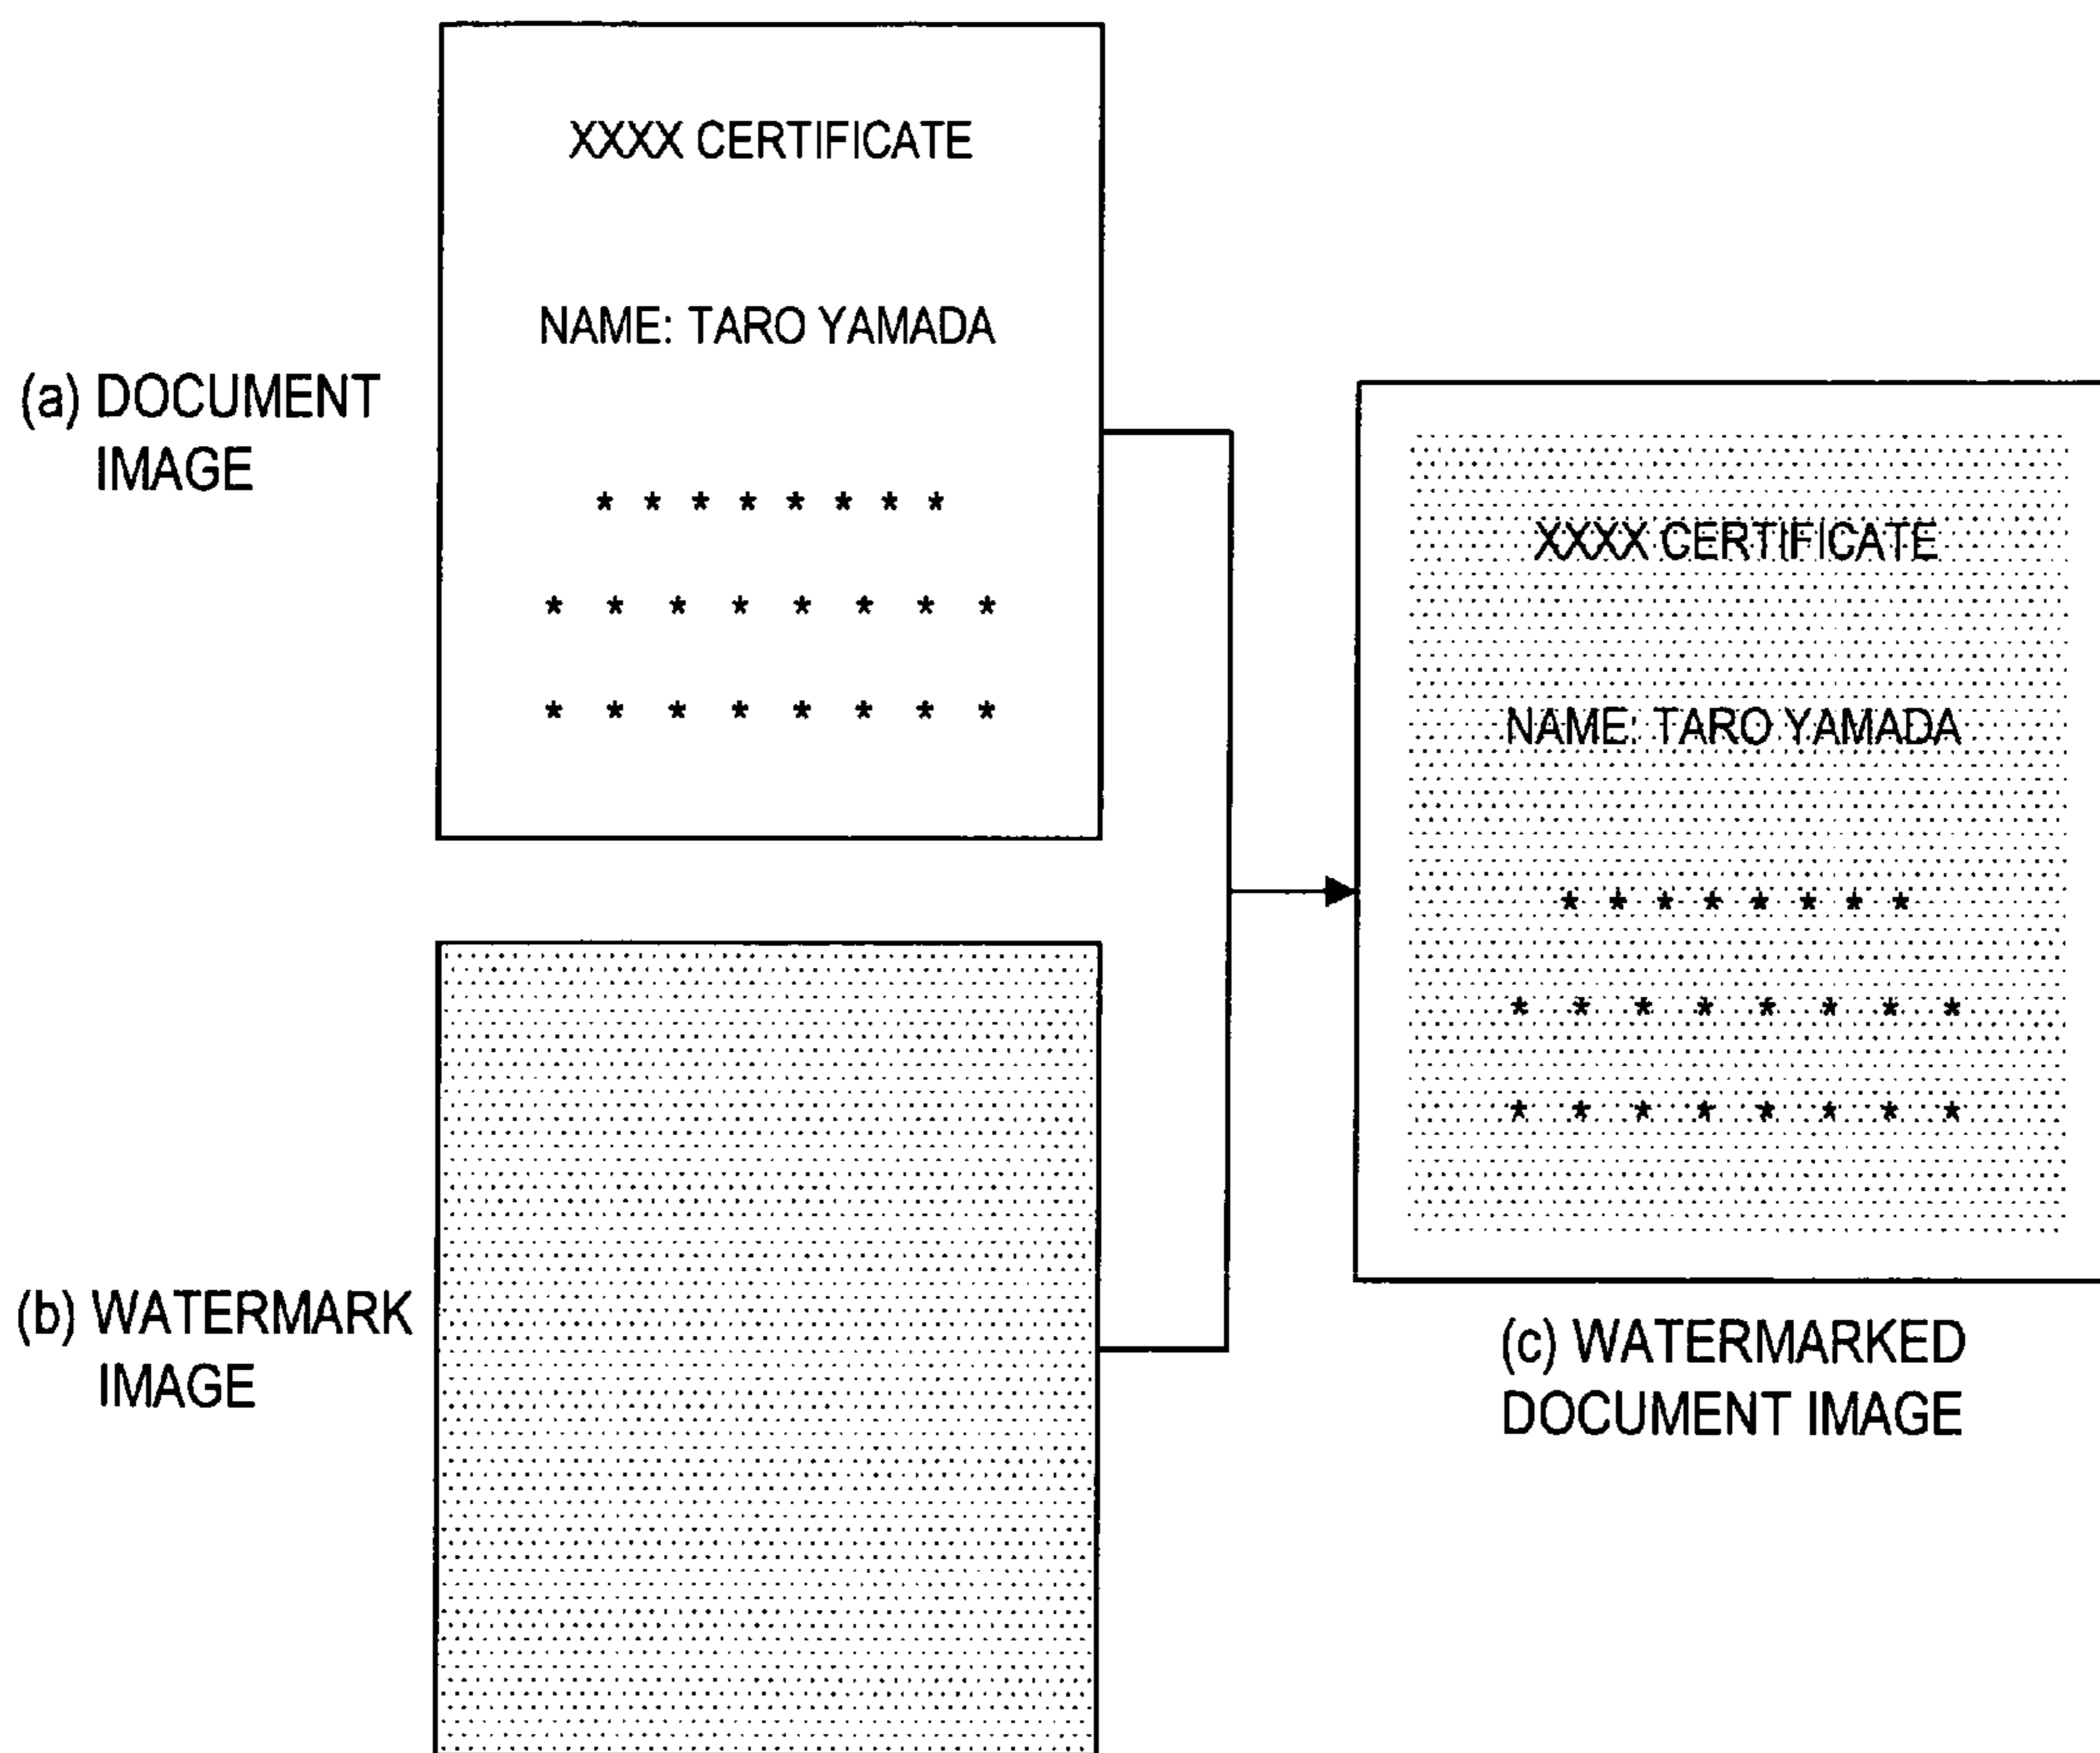 XXXX CERTIFICATE
NAME: TARO YAMADA
* * * * * * * *
* * * * * * * *
* * * * * * * *
(a) DOCUMENT
IMAGE
(b) WATERMARK
IMAGE
XXXX CERTIFICATE
NAME: TARO YAMADA
* * * * * * * *
* * * * * * * *
* * * * * * * *
(c) WATERMARKED
DOCUMENT IMAGE